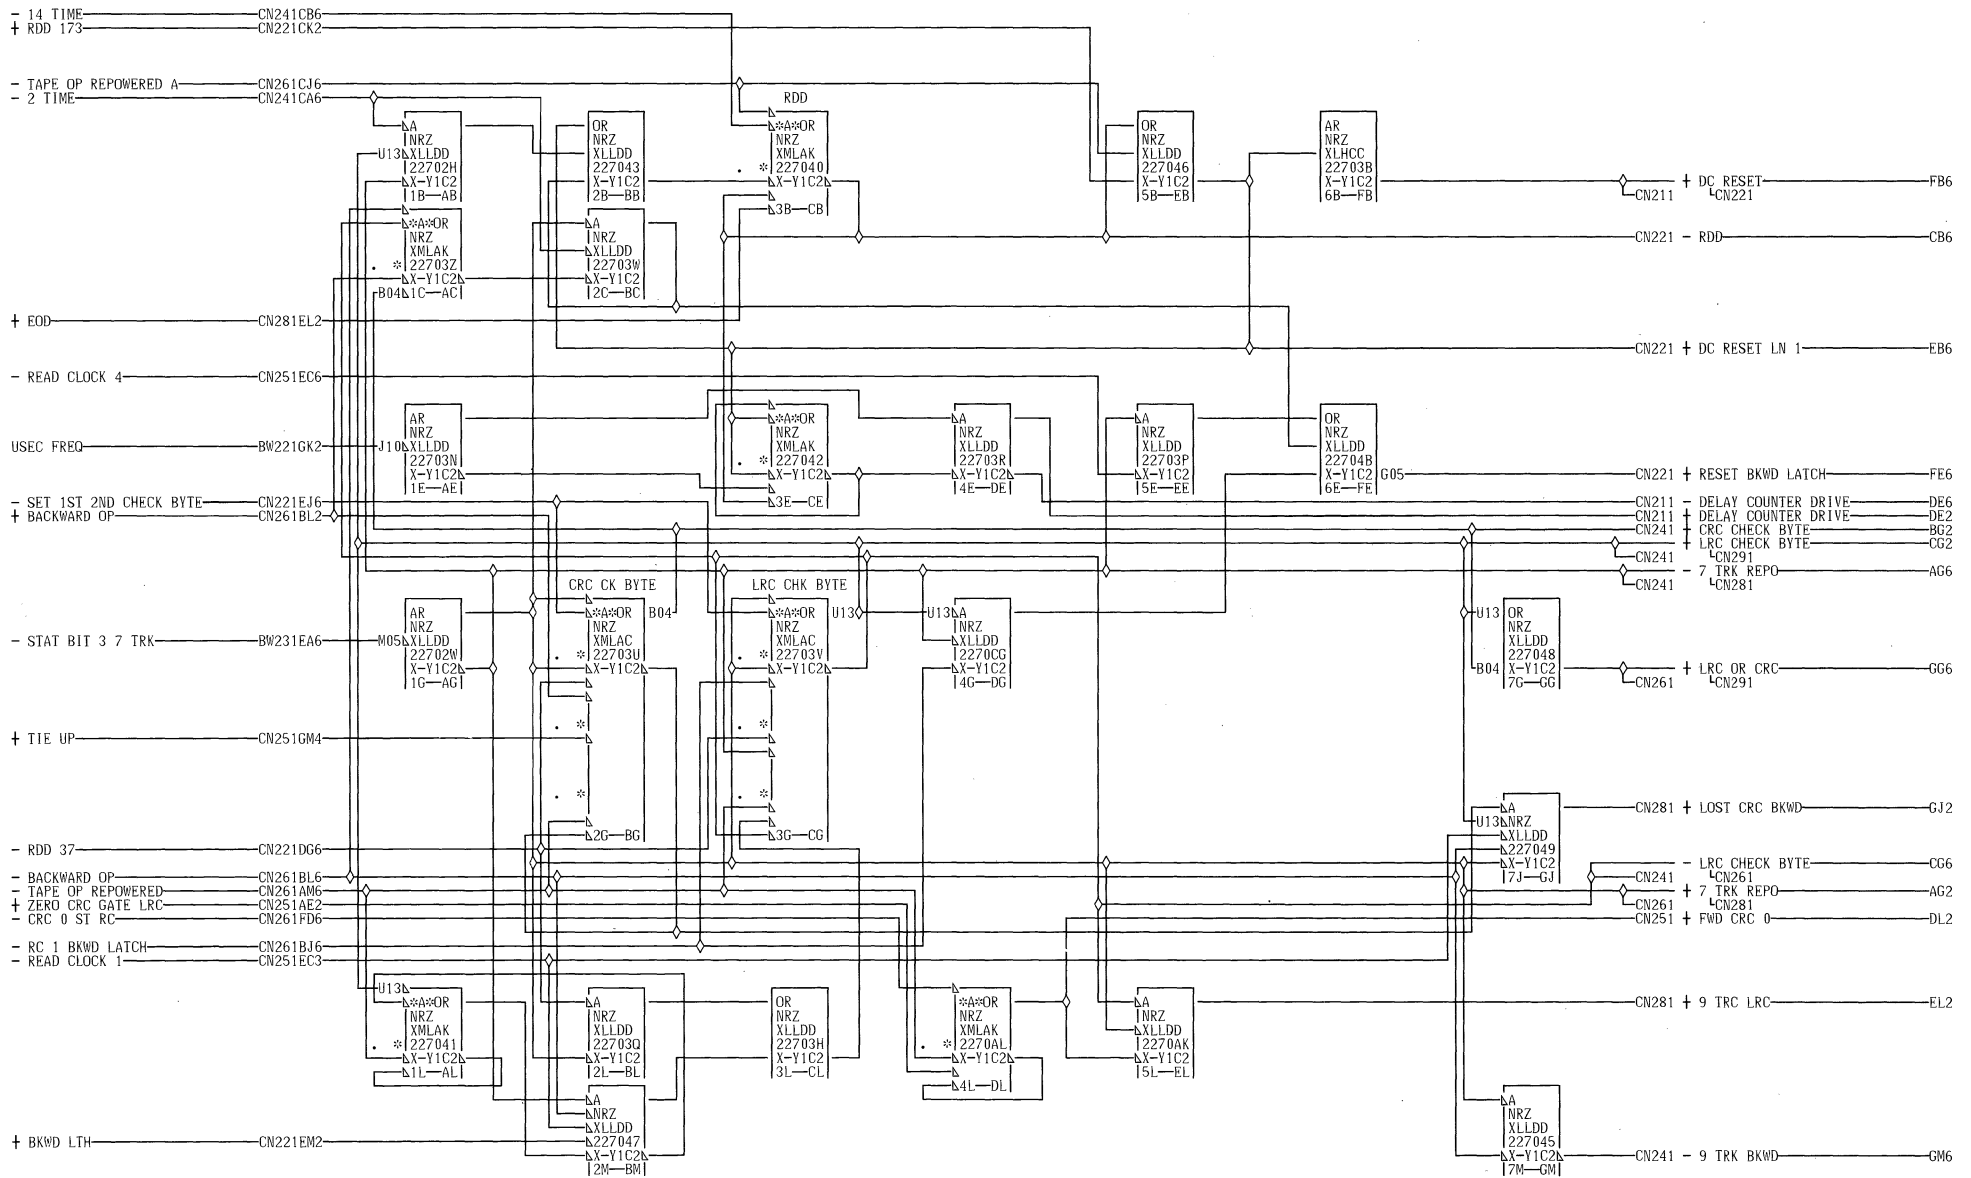 - 14 TIME CN241CB6
+ RDD 173 CN221CK2
- TAPE OP REPOWERED A CN261CJ6
- 2 TIME CN241CA6
RDD
A
NRZ
U13 XLLDD
22702H
X-Y1C2
1B-AB
OR
NRZ
XLLDD
227043
X-Y1C2
2B-BB
*A*OR
NRZ
XMLAK
. * 227040
X-Y1C2
3B-CB
OR
NRZ
XLLDD
227046
X-Y1C2
5B-EB
AR
NRZ
XLHCC
22703B
X-Y1C2
6B-FB
+ DC RESET FB6
CN211 CN221
*A*OR
NRZ
XMLAK
. * 22703Z
X-Y1C2
B04 1C-AC
A
NRZ
XLLDD
22703W
X-Y1C2
2C-BC
CN221 - RDD CB6
+ EOD CN281EL2
CN221 + DC RESET LN 1 EB6
- READ CLOCK 4 CN251EC6
USEC FREQ BW221GK2
AR
NRZ
J10 XLLDD
22703N
X-Y1C2
1E-AE
*A*OR
NRZ
XMLAK
. * 227042
X-Y1C2
3E-CE
A
NRZ
XLLDD
22703R
X-Y1C2
4E-DE
A
NRZ
XLLDD
22703P
X-Y1C2
5E-EE
OR
NRZ
XLLDD
22704B
X-Y1C2 G05
6E-FE
CN221 + RESET BKWD LATCH FE6
- SET 1ST 2ND CHECK BYTE CN221EJ6
+ BACKWARD OP CN261BL2
CN211 - DELAY COUNTER DRIVE DE6
CN211 + DELAY COUNTER DRIVE DE2
CN241 + CRC CHECK BYTE BG2
+ LRC CHECK BYTE CG2
CN241 CN291
- 7 TRK REPO AG6
CN241 CN281
CRC CK BYTE
LRC CHK BYTE
- STAT BIT 3 7 TRK BW231EA6
AR
NRZ
M05 XLLDD
22702W
X-Y1C2
1G-AG
*A*OR B04
NRZ
XMLAC
. * 22703U
X-Y1C2
. *
. *
2G-BG
*A*OR U13
NRZ
XMLAC
. * 22703V
X-Y1C2
. *
. *
3G-CG
U13 A
NRZ
XLLDD
2270CG
X-Y1C2
4G-DG
U13 OR
NRZ
XLLDD
227048
B04 X-Y1C2
7G-GG
+ LRC OR CRC GG6
CN261 CN291
+ TIE UP CN251GM4
A
U13 NRZ
XLLDD
227049
X-Y1C2
7J-GJ
CN281 + LOST CRC BKWD GJ2
- RDD 37 CN221DG6
- BACKWARD OP CN261BL6
- TAPE OP REPOWERED CN261AM6
+ ZERO CRC GATE LRC CN251AE2
- CRC 0 ST RC CN261FD6
- RC 1 BKWD LATCH CN261BJ6
- READ CLOCK 1 CN251EC3
- LRC CHECK BYTE CG6
CN241 CN261
+ 7 TRK REPO AG2
CN261 CN281
CN251 + FWD CRC 0 DL2
U13
*A*OR
NRZ
XMLAK
. * 227041
X-Y1C2
1L-AL
A
NRZ
XLLDD
22703Q
X-Y1C2
2L-BL
OR
NRZ
XLLDD
22703H
X-Y1C2
3L-CL
*A*OR
NRZ
XMLAK
. * 2270AL
X-Y1C2
4L-DL
A
NRZ
XLLDD
2270AK
X-Y1C2
5L-EL
CN281 + 9 TRC LRC EL2
+ BKWD LTH CN221EM2
A
NRZ
XLLDD
227047
X-Y1C2
2M-BM
A
NRZ
XLLDD
227045
X-Y1C2
7M-GM
CN241 - 9 TRK BKWD GM6